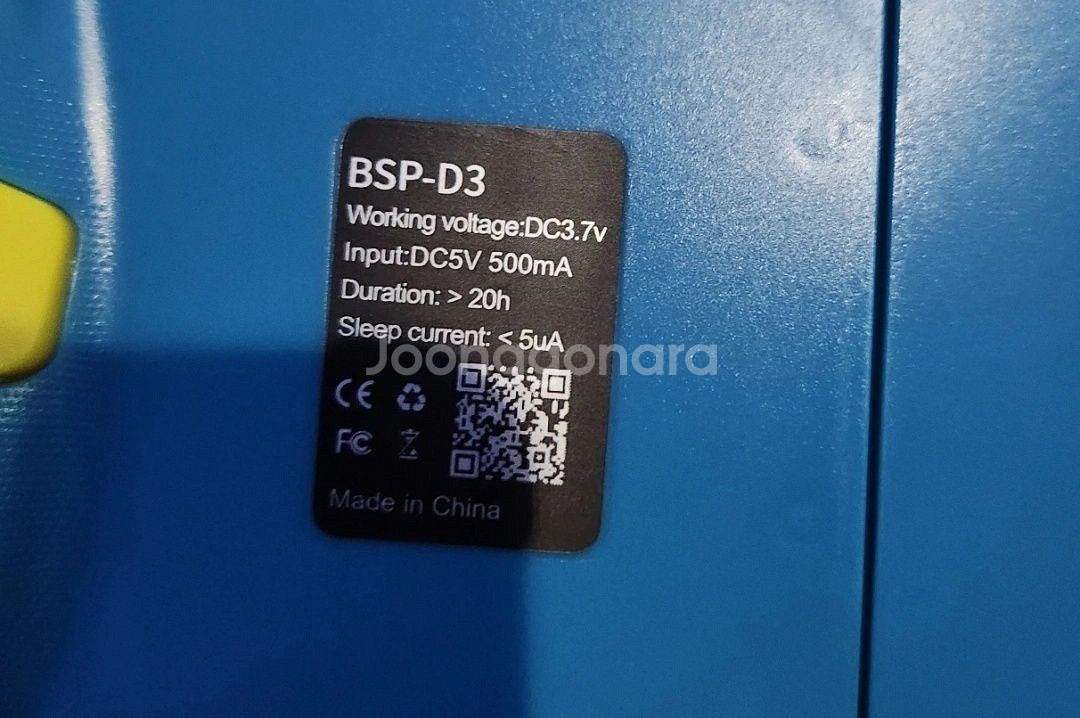 BSP-D3
Working voltage:DC3.7v
Input:DC5V 500mA
Duration: > 20h
Sleep current: < 5uA
Joonggonara
CE
FC
Made in China